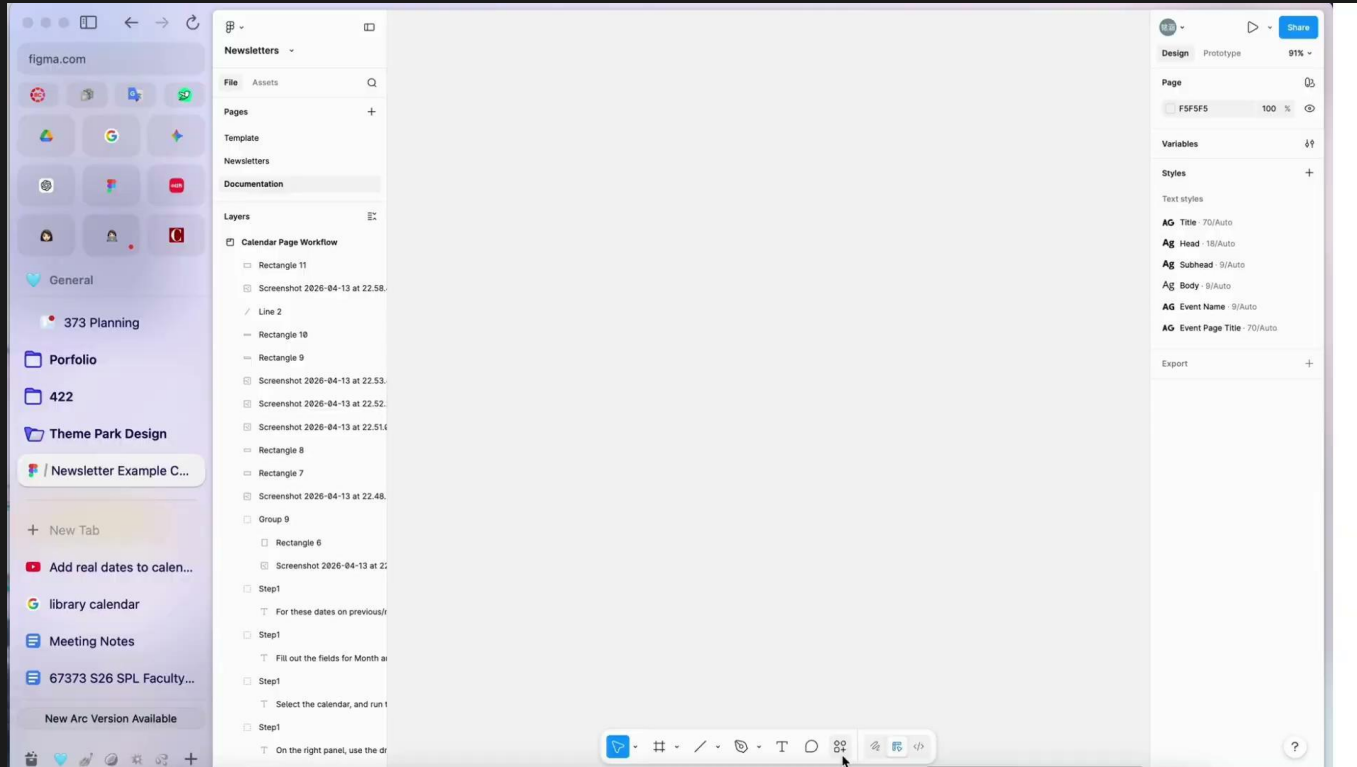 figma.com
General
373 Planning
Porfolio
422
Theme Park Design
/ Newsletter Example C...
New Tab
Add real dates to calen...
library calendar
Meeting Notes
67373 S26 SPL Faculty...
New Arc Version Available
Newsletters
File Assets
Pages
Template
Newsletters
Documentation
Layers
Calendar Page Workflow
Rectangle 11
Screenshot 2026-04-13 at 22.58.
Line 2
Rectangle 10
Rectangle 9
Screenshot 2026-04-13 at 22.53.
Screenshot 2026-04-13 at 22.52.
Screenshot 2026-04-13 at 22.51.
Rectangle 8
Rectangle 7
Screenshot 2026-04-13 at 22.48.
Group 9
Rectangle 6
Screenshot 2026-04-13 at 22
Step1
For these dates on previous/
Step1
Fill out the fields for Month a
Step1
Select the calendar, and run t
Step1
On the right panel, use the d
Share
Design Prototype 91%
Page
F5F5F5 100 %
Variables
Styles
Text styles
AG Title · 70/Auto
Ag Head · 18/Auto
Ag Subhead · 9/Auto
Ag Body · 9/Auto
AG Event Name · 9/Auto
AG Event Page Title · 70/Auto
Export
?